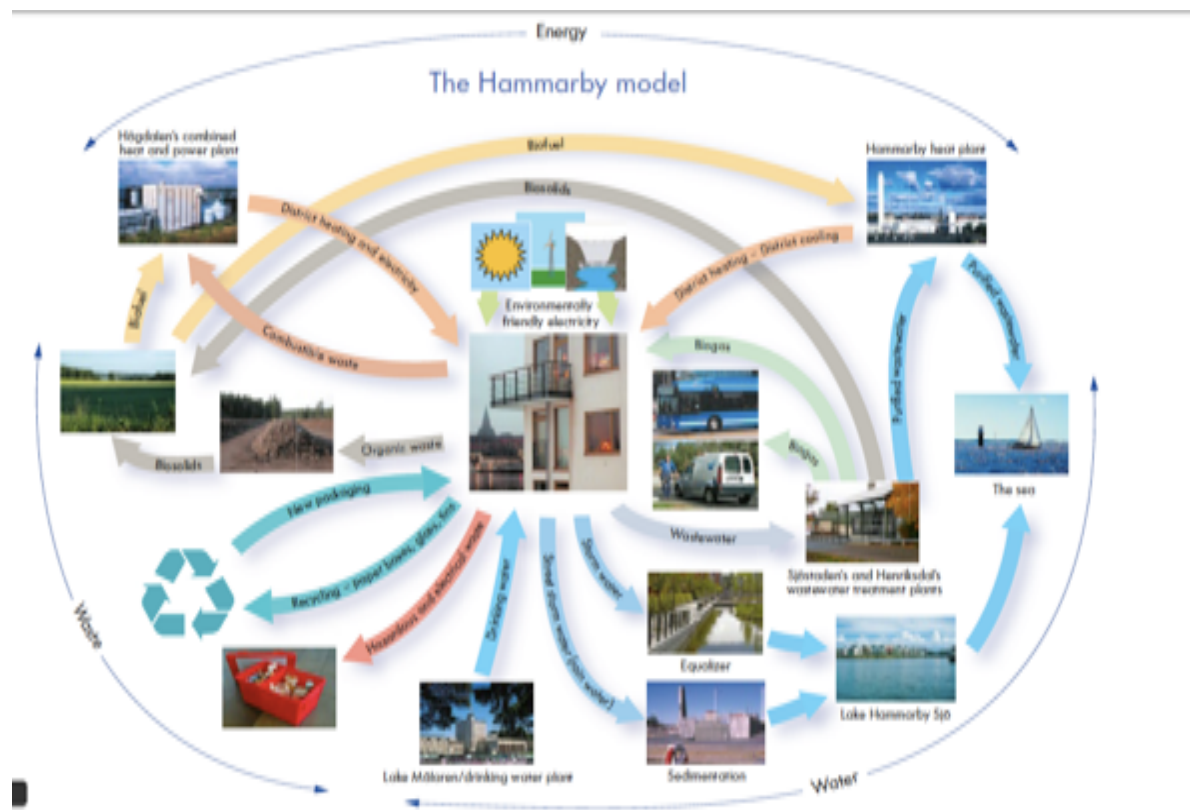 Energy
The Hammarby model
Högdalen's combined
heat and power plant
Biofuel
Hammarby heat plant
Biosolids
District heating and electricity
District heating – District cooling
Purified wastewater
Environmentally
friendly electricity
Biofuel
Combustible waste
Biogas
Purified wastewater
Organic waste
Biogas
Biosolids
The sea
New packaging
Wastewater
Sjöstaden's and Henriksdal's
wastewater treatment plants
Recycling – paper boxes, glass, tins
Hazardous and electrical waste
Drinking water
Storm water
Street storm water (rain water)
Waste
Equalizer
Lake Hammarby Sjö
Lake Mälaren/drinking water plant
Sedimentation
Water